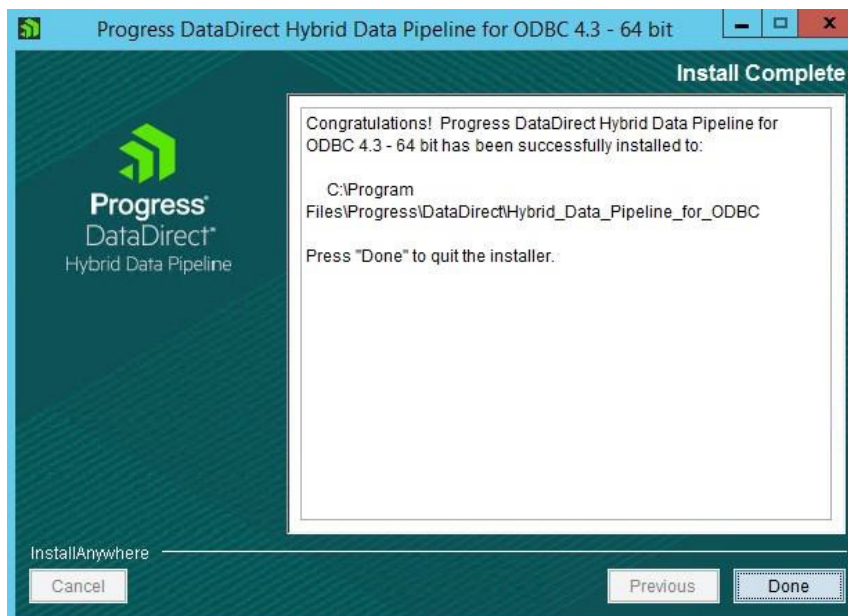 Progress DataDirect Hybrid Data Pipeline for ODBC 4.3 - 64 bit
Install Complete
Progress
DataDirect
Hybrid Data Pipeline
Congratulations! Progress DataDirect Hybrid Data Pipeline for
ODBC 4.3 - 64 bit has been successfully installed to:
C:\Program
Files\Progress\DataDirect\Hybrid_Data_Pipeline_for_ODBC
Press "Done" to quit the installer.
InstallAnywhere
Cancel
Previous
Done